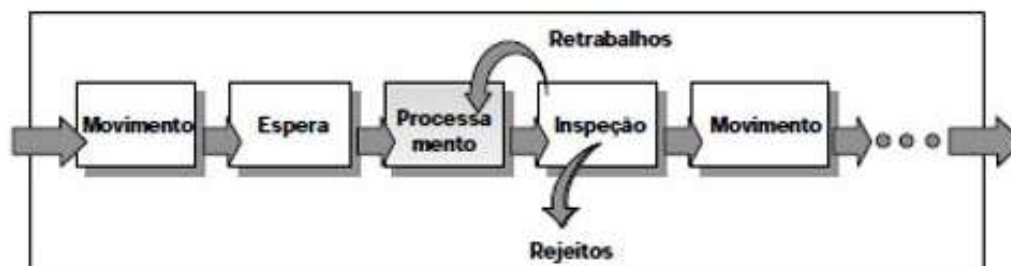 Retrabalhos
Movimento
Espera
Processa
mento
Inspeção
Movimento
Rejeitos